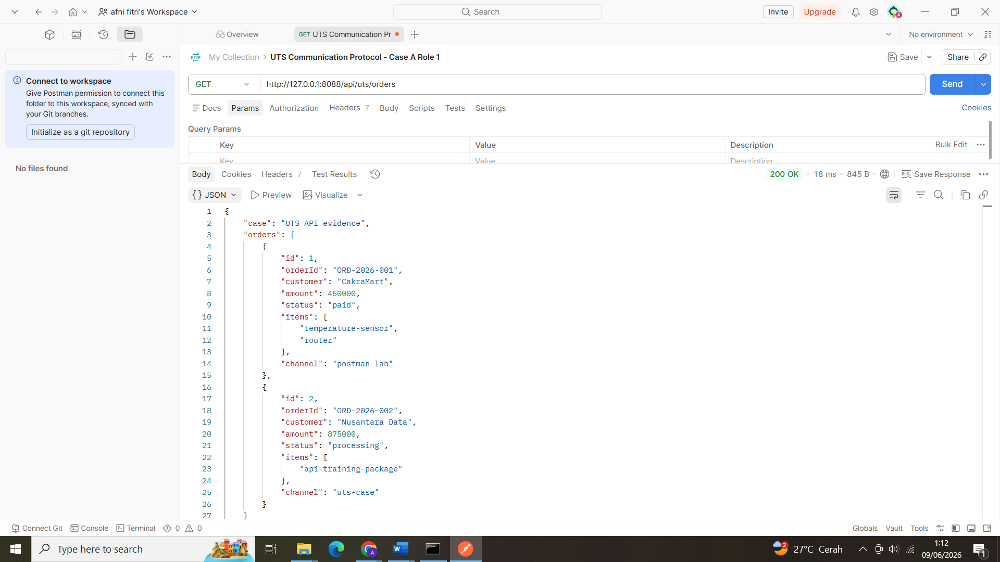 afni fitri's Workspace
Search
Invite
Upgrade
A
Overview
GET UTS Communication Pr
No environment
HTTP
My Collection > UTS Communication Protocol - Case A Role 1
Save
Share
Connect to workspace
Give Postman permission to connect this
folder to this workspace, synced with
your Git branches.
Initialize as a git repository
No files found
GET
http://127.0.0.1:8088/api/uts/orders
Send
Docs
Params
Authorization
Headers 7
Body
Scripts
Tests
Settings
Cookies
Query Params
Key
Value
Description
Bulk Edit
Key
Value
Description
Body
Cookies
Headers 7
Test Results
200 OK
18 ms
845 B
e.g. Save Response
{} JSON
Preview
Visualize
1 {
2 "case": "UTS API evidence",
3 "orders": [
4 {
5 "id": 1,
6 "orderId": "ORD-2026-001",
7 "customer": "CakraMart",
8 "amount": 450000,
9 "status": "paid",
10 "items": [
11 "temperature-sensor",
12 "router"
13 ],
14 "channel": "postman-lab"
15 },
16 {
17 "id": 2,
18 "orderId": "ORD-2026-002",
19 "customer": "Nusantara Data",
20 "amount": 875000,
21 "status": "processing",
22 "items": [
23 "api-training-package"
24 ],
25 "channel": "uts-case"
26 }
27 ]
Connect Git
Console
Terminal
0
0
Globals
Vault
Tools
Type here to search
A
W
2
27°C Cerah
1:12
09/06/2026
1